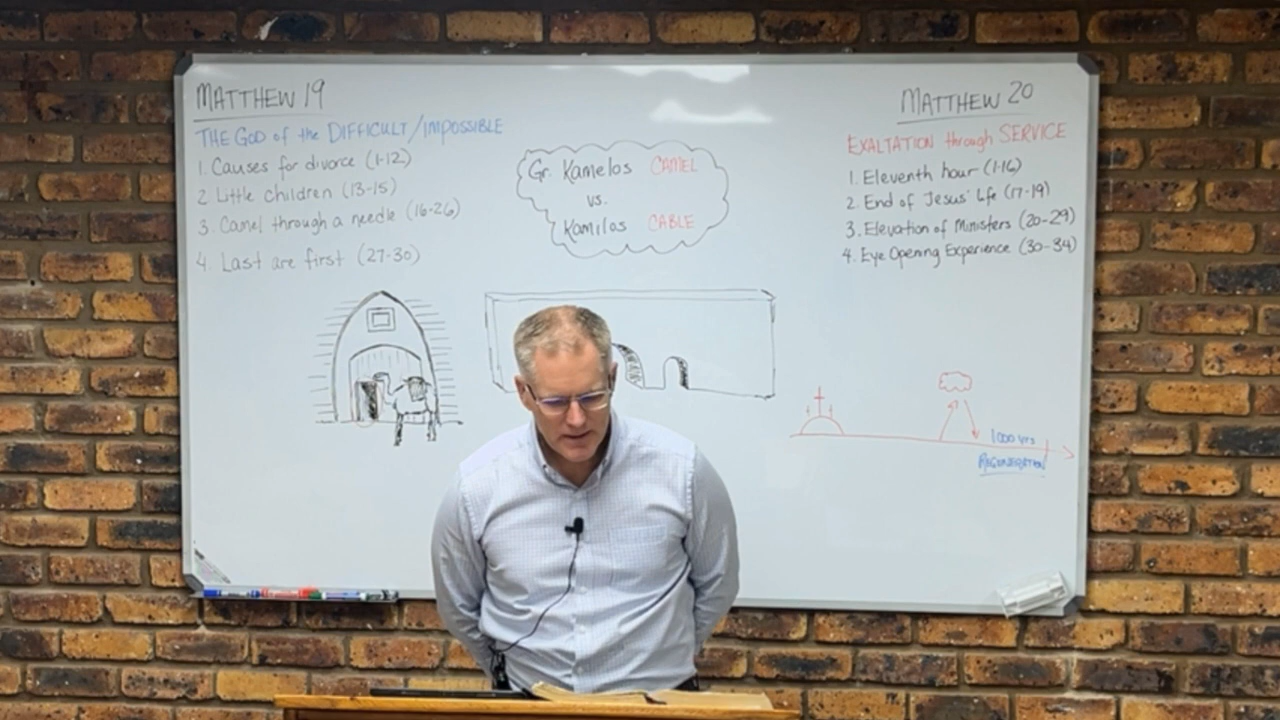 MATTHEW 19
THE GOD of the DIFFICULT/IMPOSSIBLE
1. Causes for divorce (1-12)
2 Little children (13-15)
3. Camel through a needle (16-26)
4. Last are first (27-30)
Gr. Kamelos CAMEL
vs.
Kamilos CABLE
MATTHEW 20
EXALTATION through SERVICE
1. Eleventh hour (1-16)
2. End of Jesus' life (17-19)
3. Elevation of Ministers (20-29)
4. Eye Opening Experience (30-34)
1000 yrs
REGENERATION